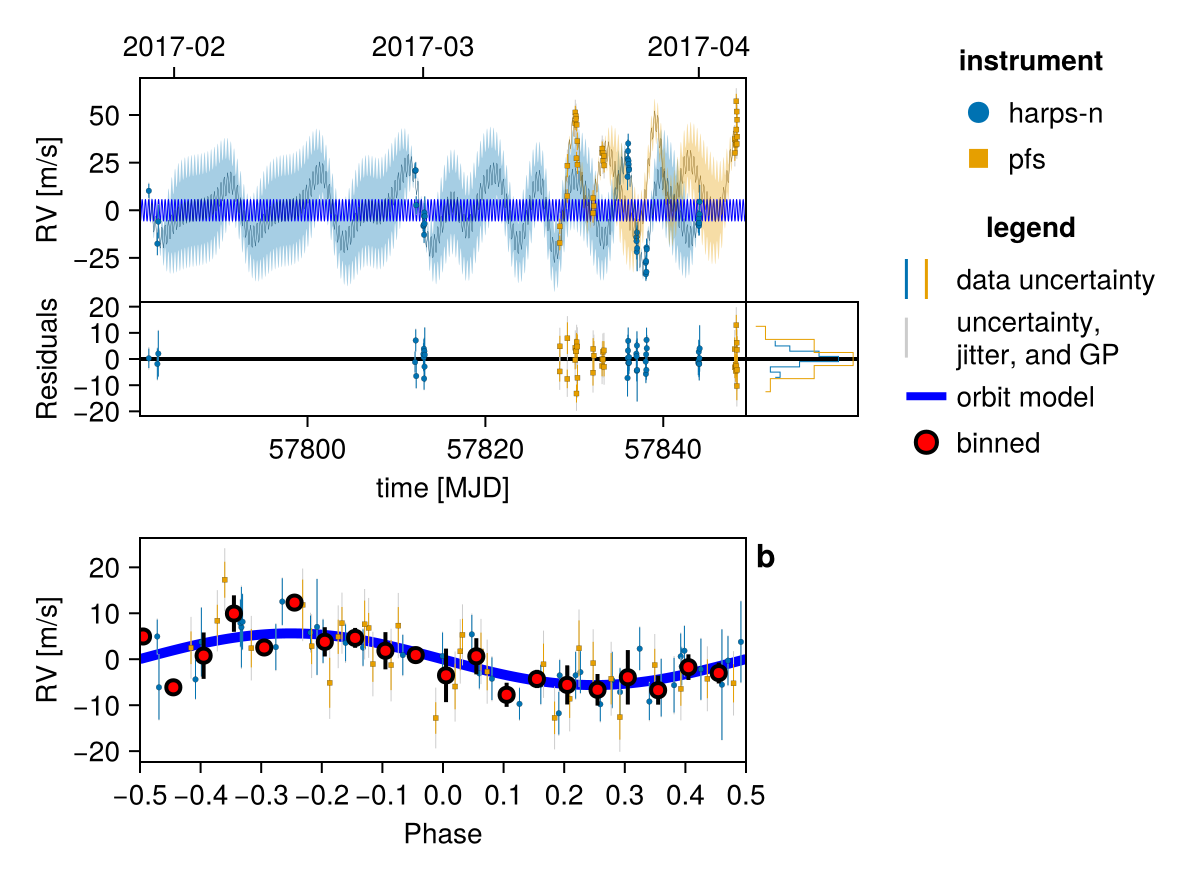 2017-02 2017-03 2017-04
RV [m/s]
50
25
0
−25
Residuals
20
10
0
−10
−20
57800 57820 57840
time [MJD]
instrument
harps-n
pfs
legend
data uncertainty
uncertainty,
jitter, and GP
orbit model
binned
b
RV [m/s]
20
10
0
−10
−20
−0.5 −0.4 −0.3 −0.2 −0.1 0.0 0.1 0.2 0.3 0.4 0.5
Phase